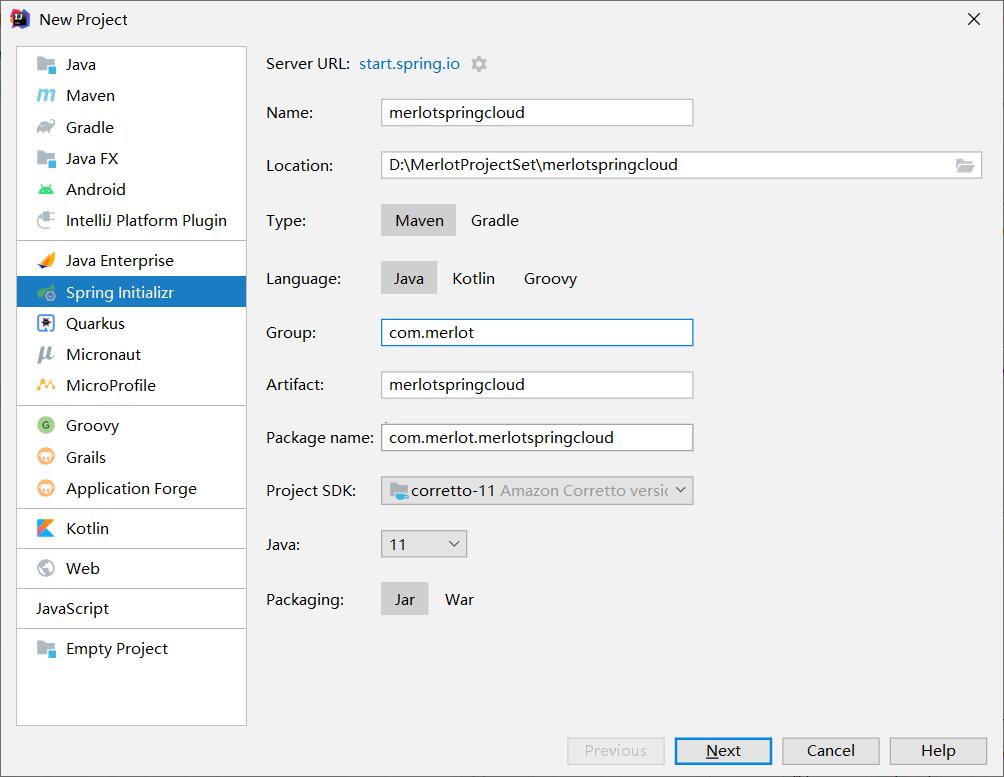 New Project
Java
Maven
Gradle
Java FX
Android
IntelliJ Platform Plugin
Java Enterprise
Spring Initializr
Quarkus
Micronaut
MicroProfile
Groovy
Grails
Application Forge
Kotlin
Web
JavaScript
Empty Project
Server URL: start.spring.io
Name: merlotspringcloud
Location: D:\MerlotProjectSet\merlotspringcloud
Type: Maven Gradle
Language: Java Kotlin Groovy
Group: com.merlot
Artifact: merlotspringcloud
Package name: com.merlot.merlotspringcloud
Project SDK: corretto-11 Amazon Corretto versic
Java: 11
Packaging: Jar War
Previous Next Cancel Help